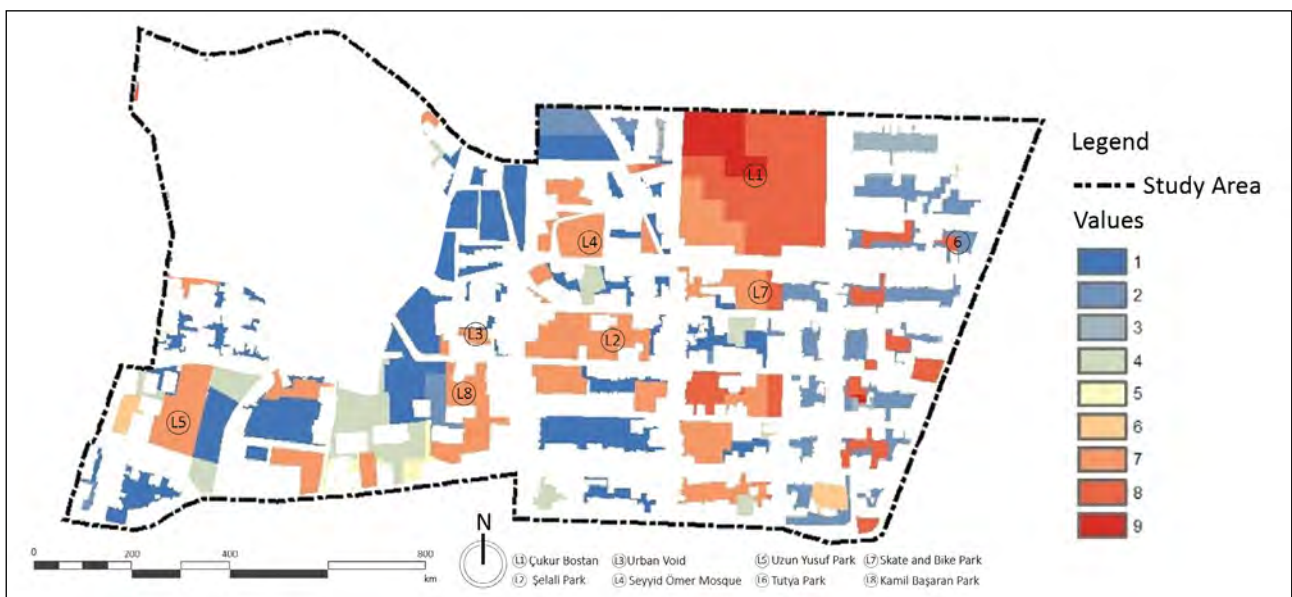 L1
Legend
Study Area
Values
L4
6
1
2
L7
3
L3
L2
4
5
L8
6
L5
7
8
9
N
0 200 400 800
km
L1 Çukur Bostan L3 Urban Void L5 Uzun Yusuf Park L7 Skate and Bike Park
L2 Şelali Park L4 Seyyid Ömer Mosque L6 Tutya Park L8 Kamil Başaran Park